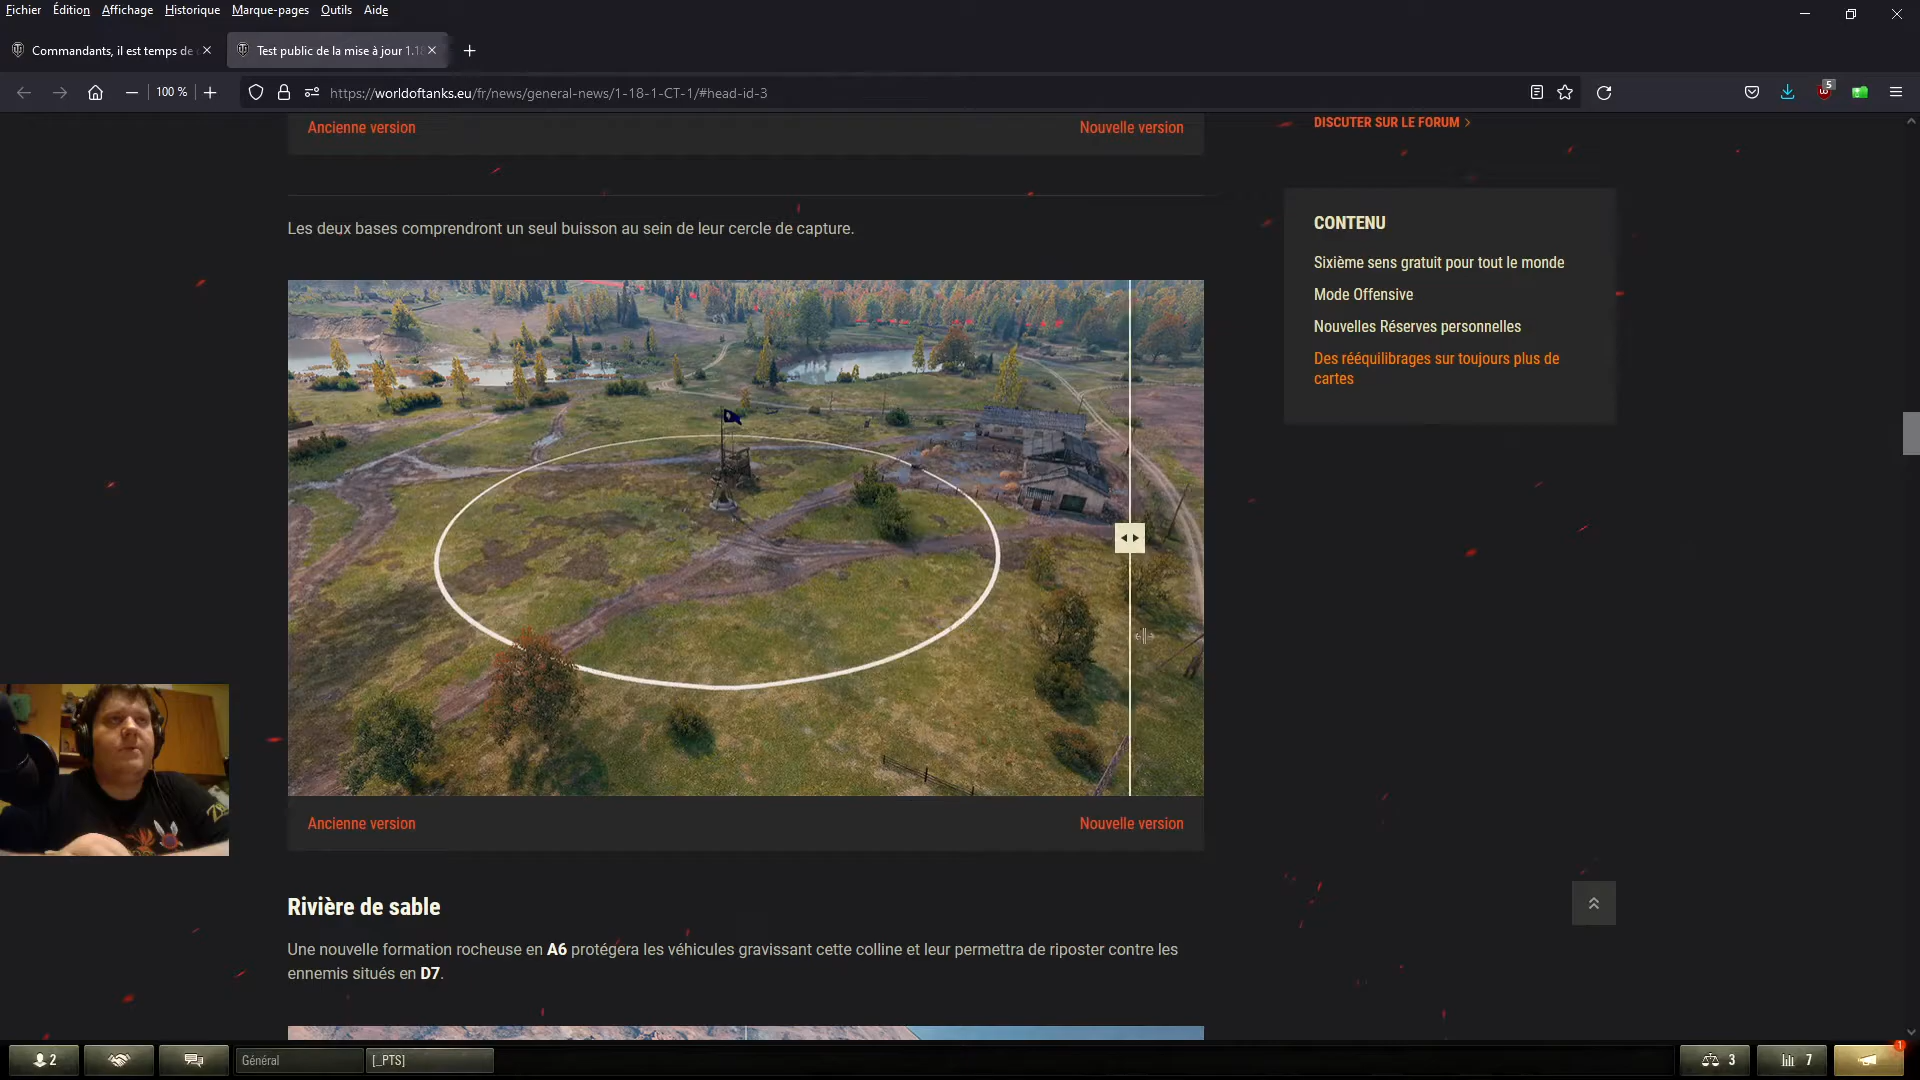 Fichier Édition Affichage Historique Marque-pages Outils Aide
Commandants, il est temps de
Test public de la mise à jour 1.18
100 %
https://worldoftanks.eu/fr/news/general-news/1-18-1-CT-1/#head-id-3
5
Ancienne version
Nouvelle version
DISCUTER SUR LE FORUM
Les deux bases comprendront un seul buisson au sein de leur cercle de capture.
CONTENU
Sixième sens gratuit pour tout le monde
Mode Offensive
Nouvelles Réserves personnelles
Des rééquilibrages sur toujours plus de
cartes
Ancienne version
Nouvelle version
Rivière de sable
Une nouvelle formation rocheuse en A6 protégera les véhicules gravissant cette colline et leur permettra de riposter contre les
ennemis situés en D7.
2
Général
[_PTS]
3
7
1